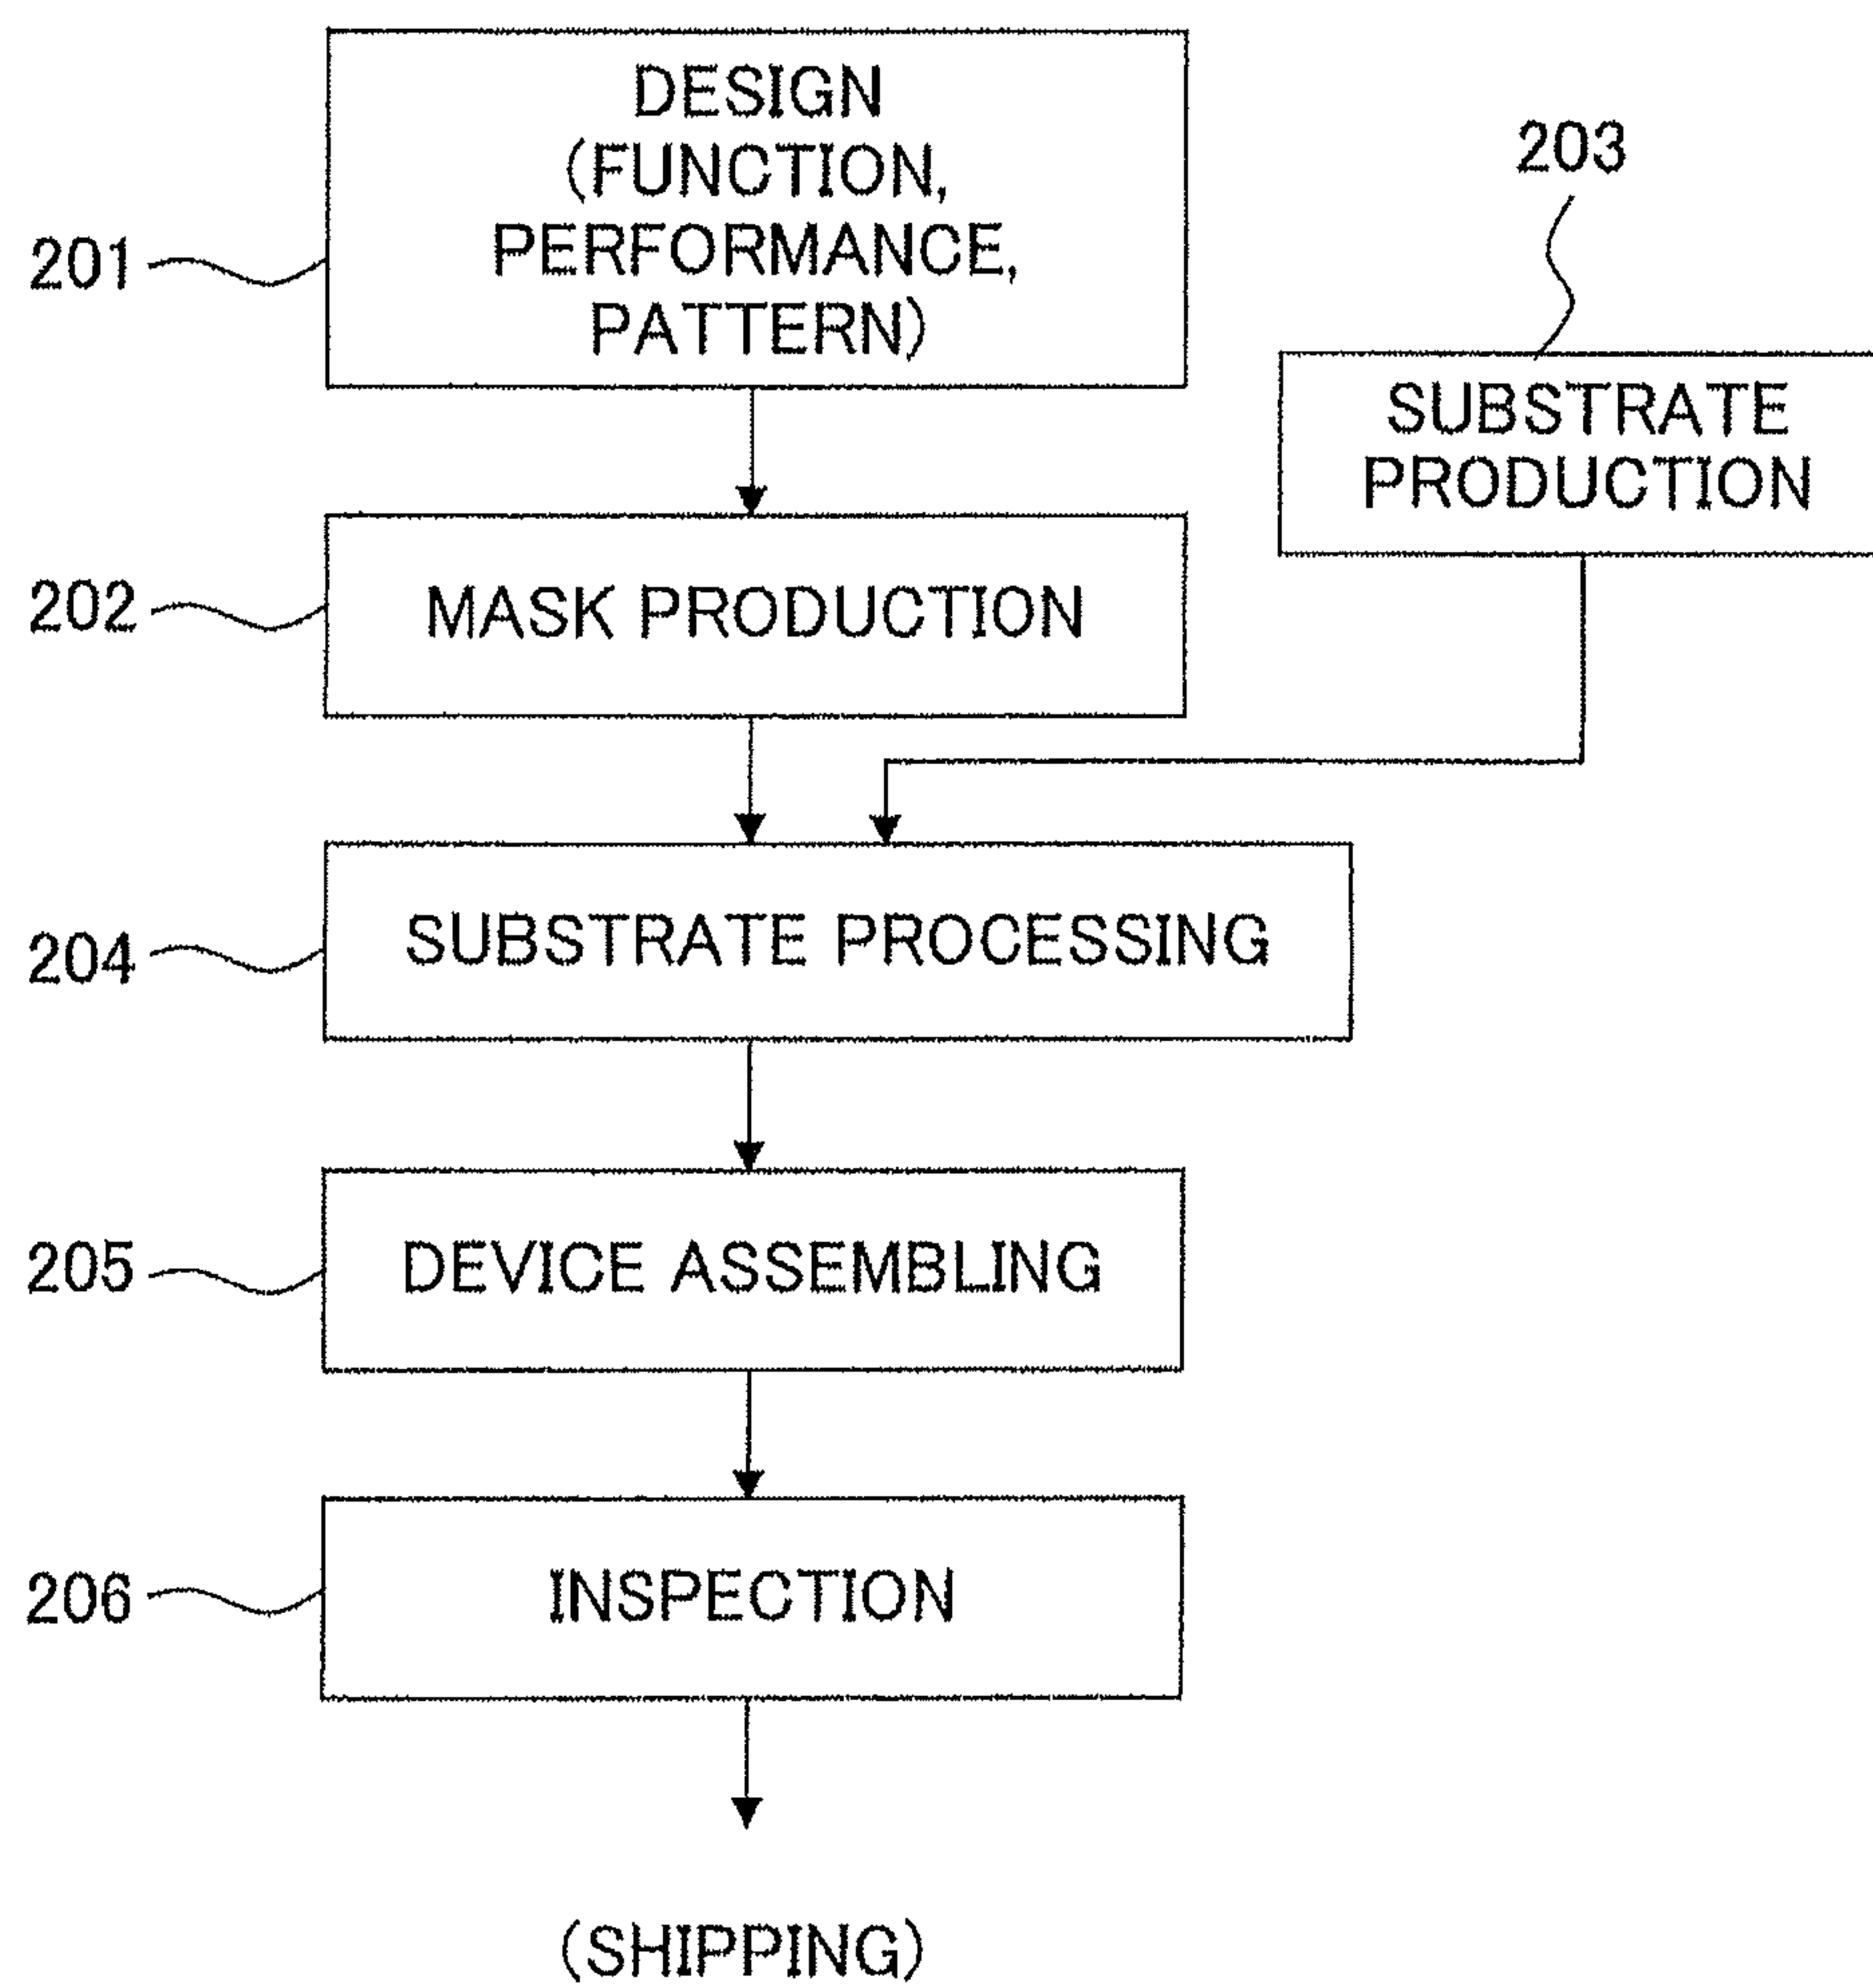 DESIGN
(FUNCTION,
PERFORMANCE,
PATTERN)
201
203
SUBSTRATE
PRODUCTION
202
MASK PRODUCTION
204
SUBSTRATE PROCESSING
205
DEVICE ASSEMBLING
206
INSPECTION
(SHIPPING)